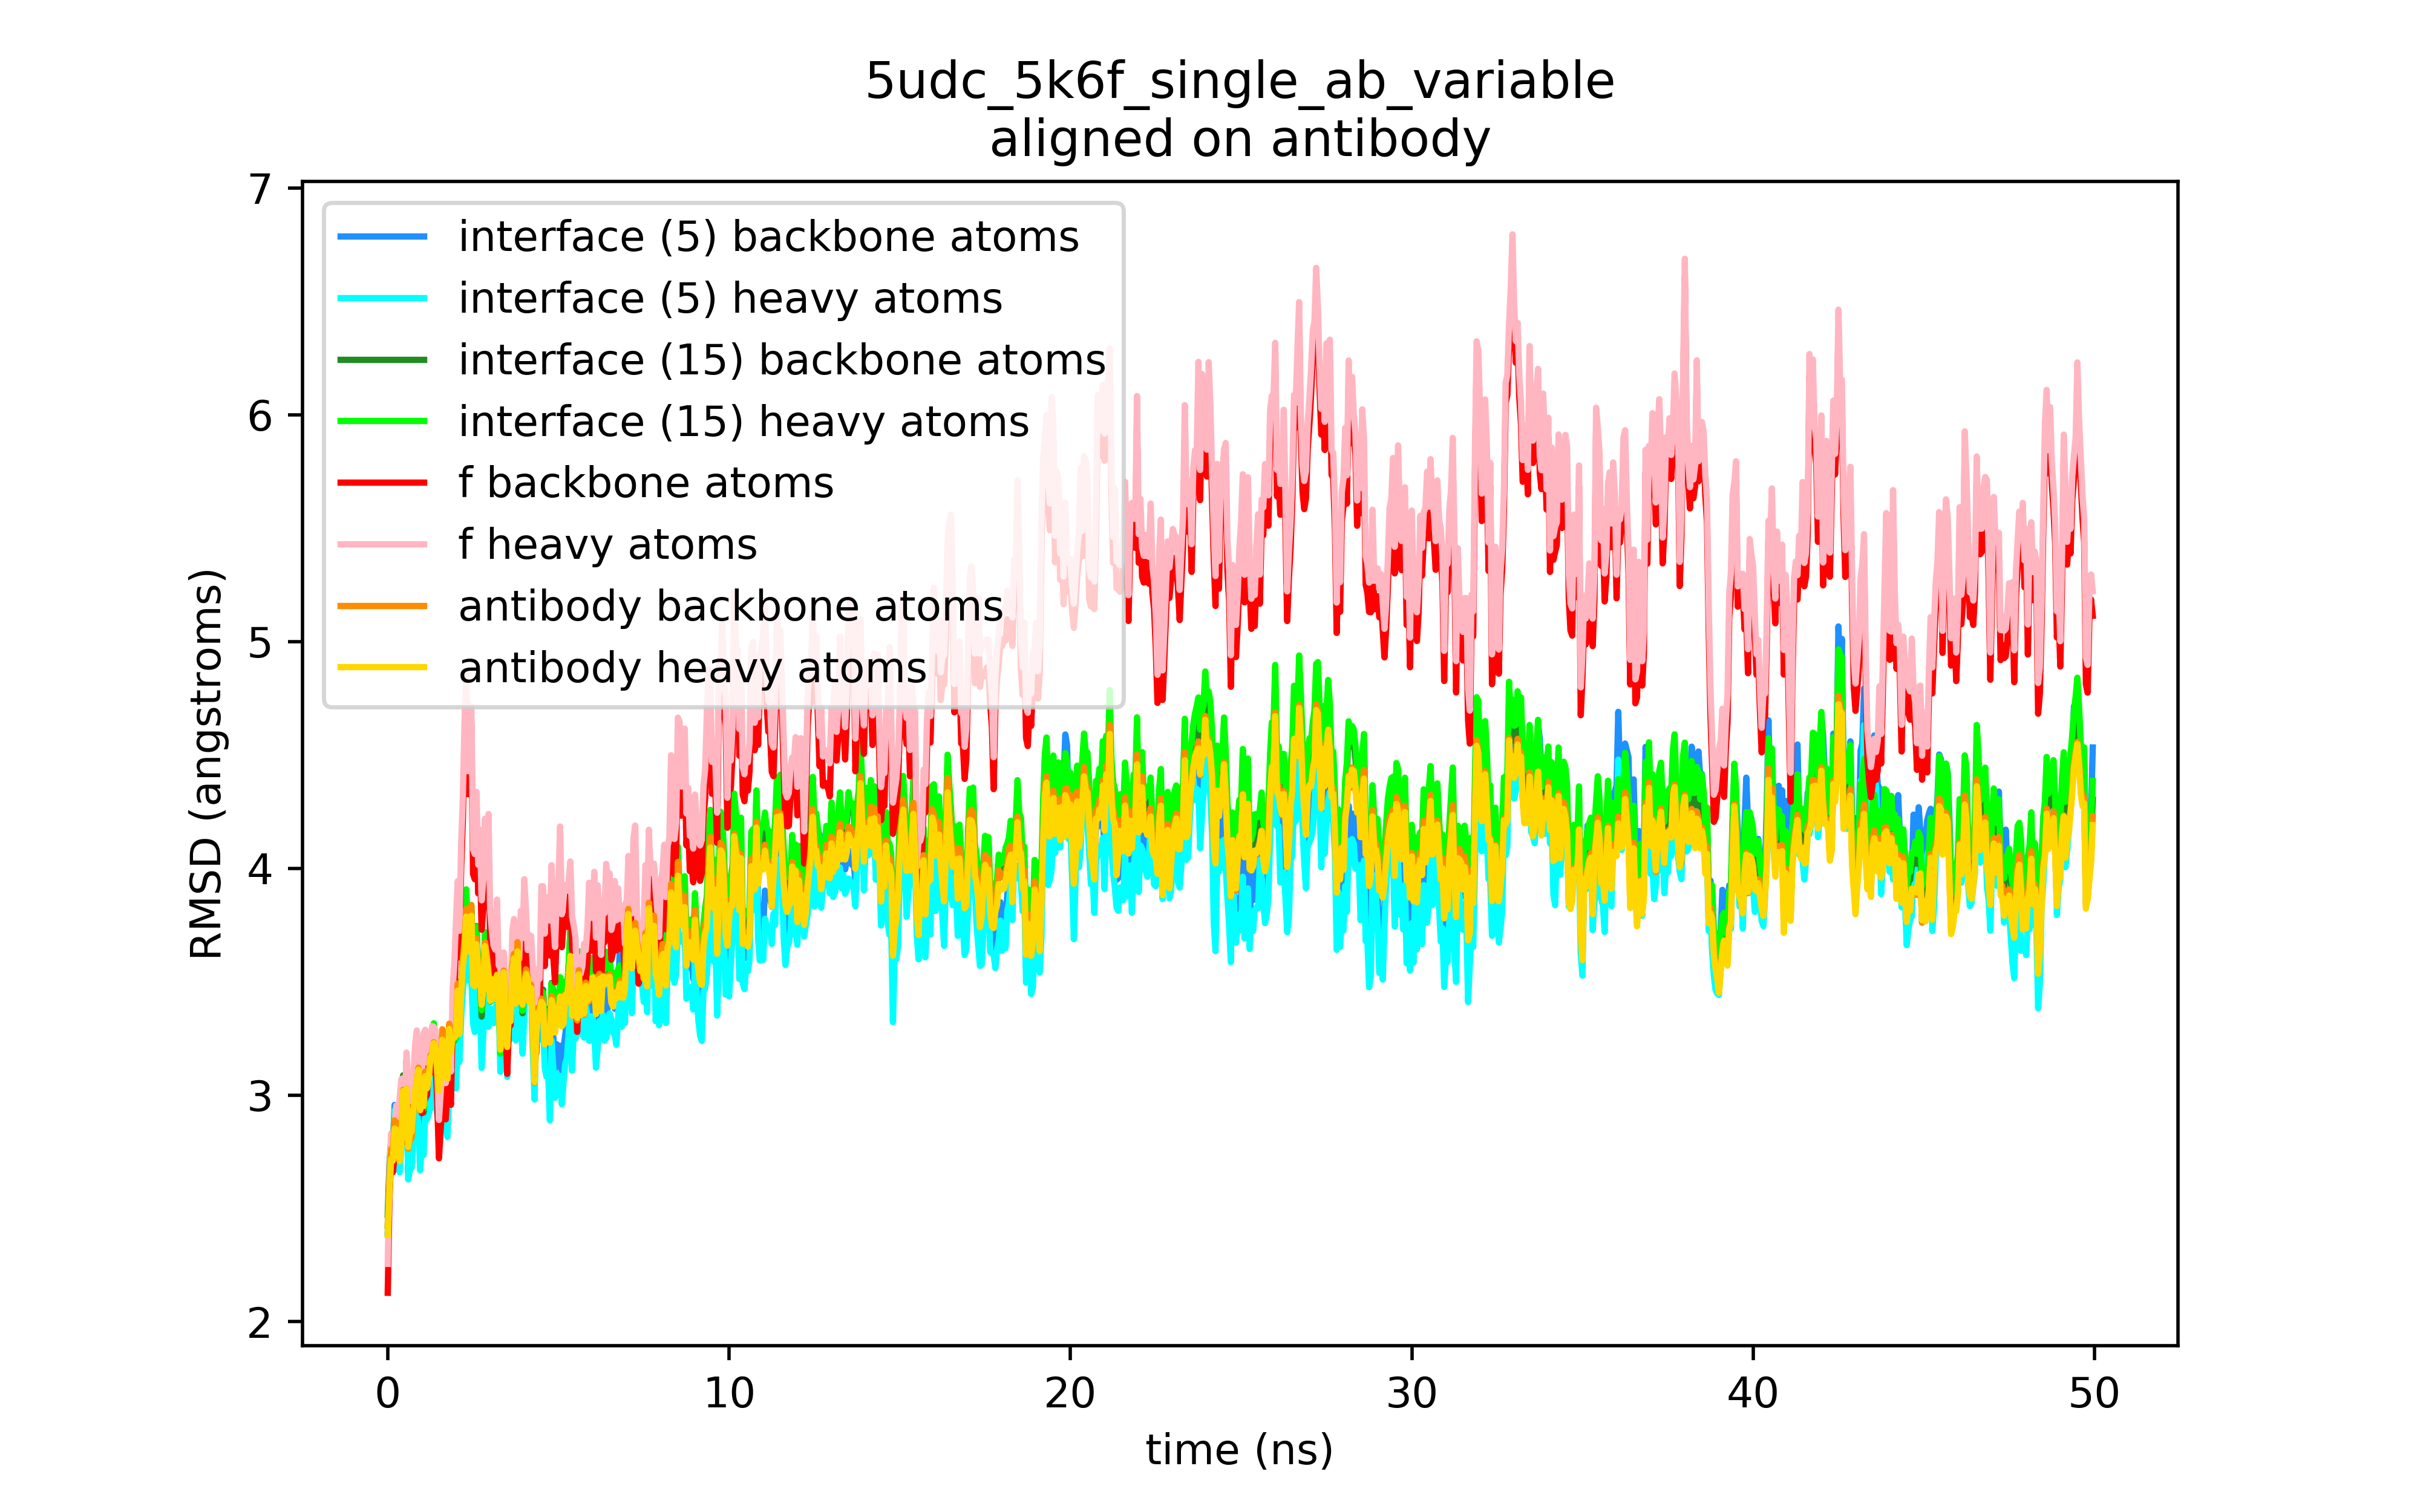 5udc_5k6f_single_ab_variable
aligned on antibody
7
6
5
4
3
2
RMSD (angstroms)
interface (5) backbone atoms
interface (5) heavy atoms
interface (15) backbone atoms
interface (15) heavy atoms
f backbone atoms
f heavy atoms
antibody backbone atoms
antibody heavy atoms
0 10 20 30 40 50
time (ns)